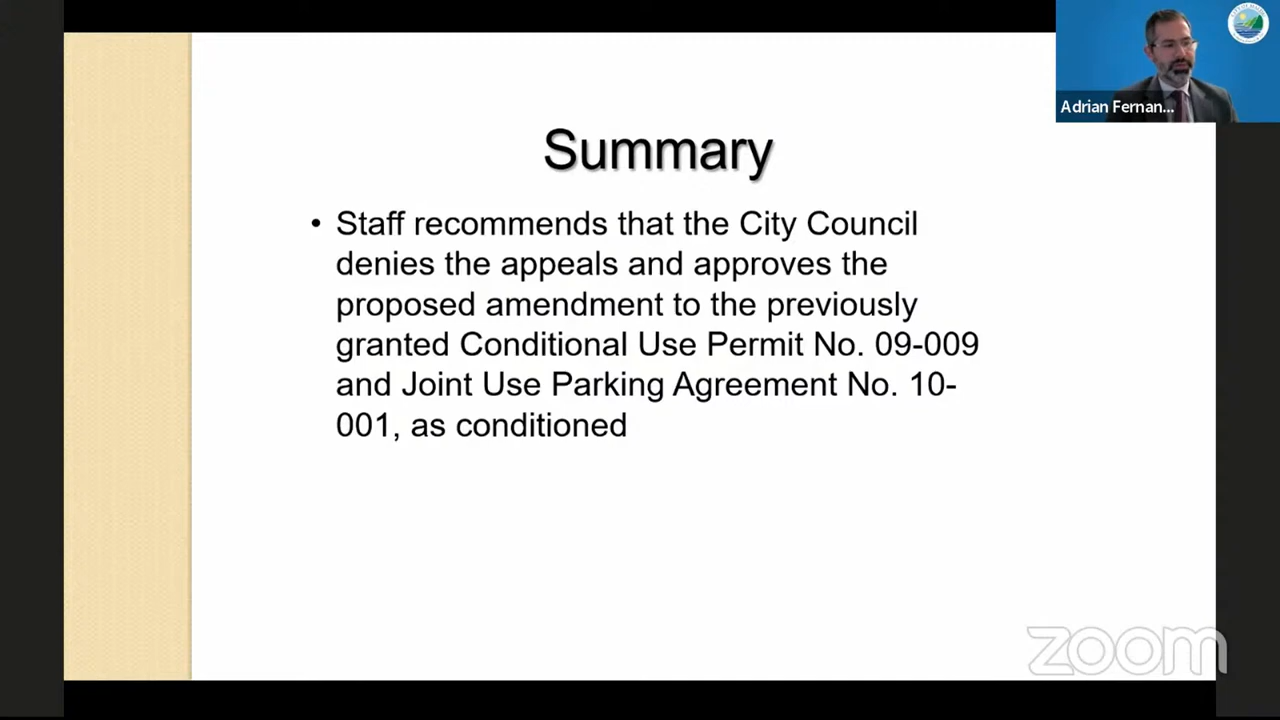 Adrian Fernan...
Summary
• Staff recommends that the City Council
denies the appeals and approves the
proposed amendment to the previously
granted Conditional Use Permit No. 09-009
and Joint Use Parking Agreement No. 10-
001, as conditioned
zoom